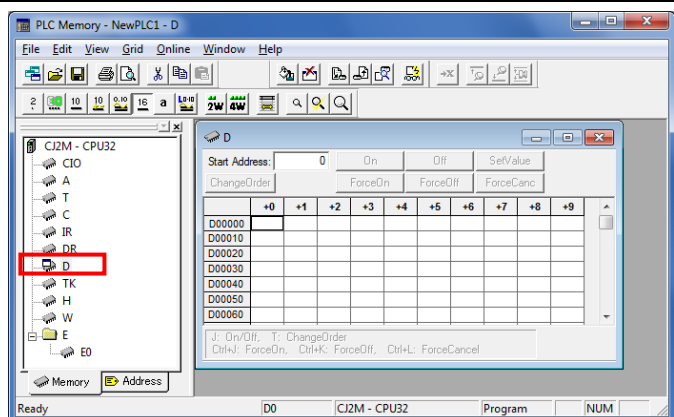 PLC Memory - NewPLC1 - D
File Edit View Grid Online Window Help
2 10 10 0.10 16 a 2W 4W
CJ2M - CPU32
CIO
A
T
C
IR
DR
D
TK
H
W
E
E0
Memory Address
D
Start Address: 0 On Off SetValue
ChangeOrder ForceOn ForceOff ForceCanc
+0 +1 +2 +3 +4 +5 +6 +7 +8 +9
D00000
D00010
D00020
D00030
D00040
D00050
D00060
J: On/Off, T: ChangeOrder
Ctrl+J: ForceOn, Ctrl+K: ForceOff, Ctrl+L: ForceCancel
Ready D0 CJ2M - CPU32 Program NUM